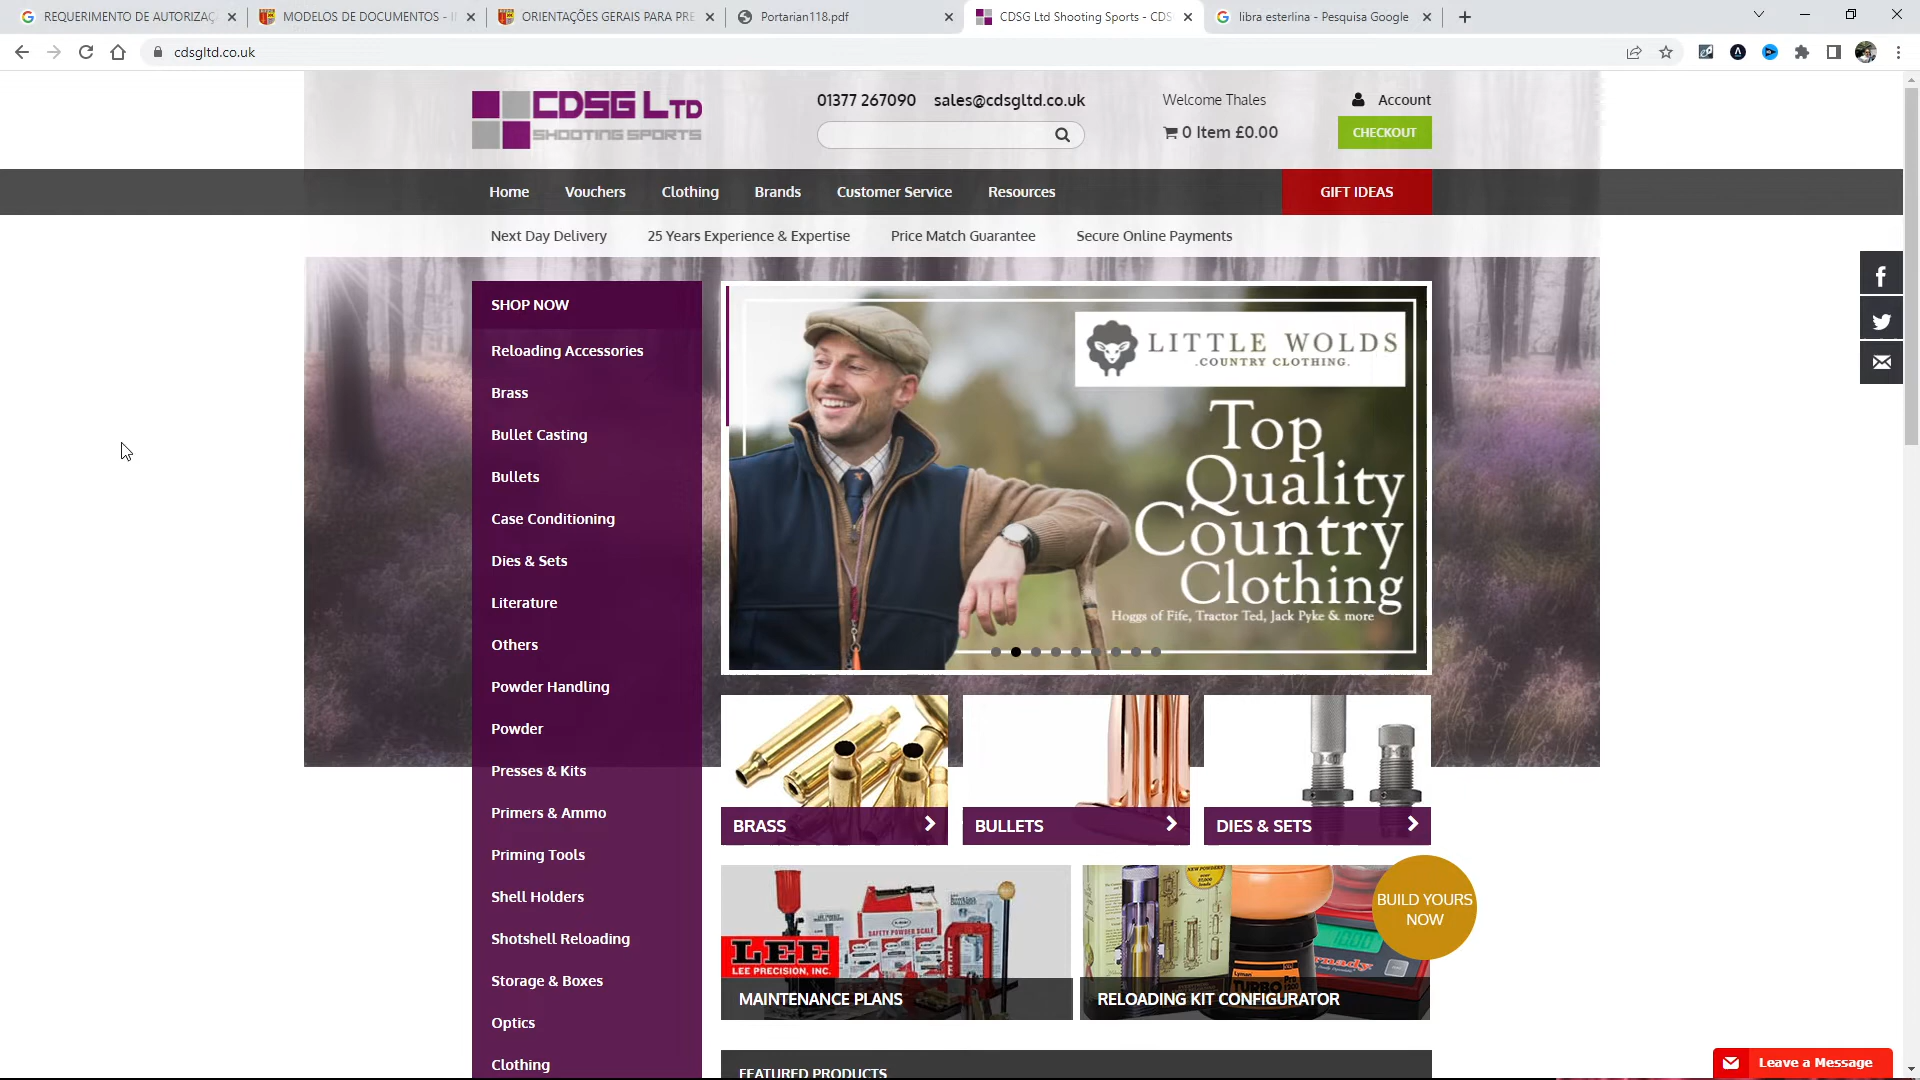 REQUERIMENTO DE AUTORIZAÇ
MODELOS DE DOCUMENTOS - I
ORIENTAÇÕES GERAIS PARA PRE
Portarian118.pdf
CDSG Ltd Shooting Sports - CDS
libra esterlina - Pesquisa Google
cdsgltd.co.uk
CDSG LTD
SHOOTING SPORTS
01377 267090
sales@cdsgltd.co.uk
Welcome Thales
Account
0 Item £0.00
CHECKOUT
Home
Vouchers
Clothing
Brands
Customer Service
Resources
GIFT IDEAS
Next Day Delivery
25 Years Experience & Expertise
Price Match Guarantee
Secure Online Payments
SHOP NOW
Reloading Accessories
Brass
Bullet Casting
Bullets
Case Conditioning
Dies & Sets
Literature
Others
Powder Handling
Powder
Presses & Kits
Primers & Ammo
Priming Tools
Shell Holders
Shotshell Reloading
Storage & Boxes
Optics
Clothing
LITTLE WOLDS
.COUNTRY CLOTHING.
Top
Quality
Country
Clothing
Hoggs of Fife, Tractor Ted, Jack Pyke & more
BRASS
BULLETS
DIES & SETS
LEE
LEE PRECISION, INC.
SAFETY POWDER SCALE
MAINTENANCE PLANS
Lyman
TURBO
RELOADING KIT CONFIGURATOR
BUILD YOURS
NOW
FEATURED PRODUCTS
Leave a Message